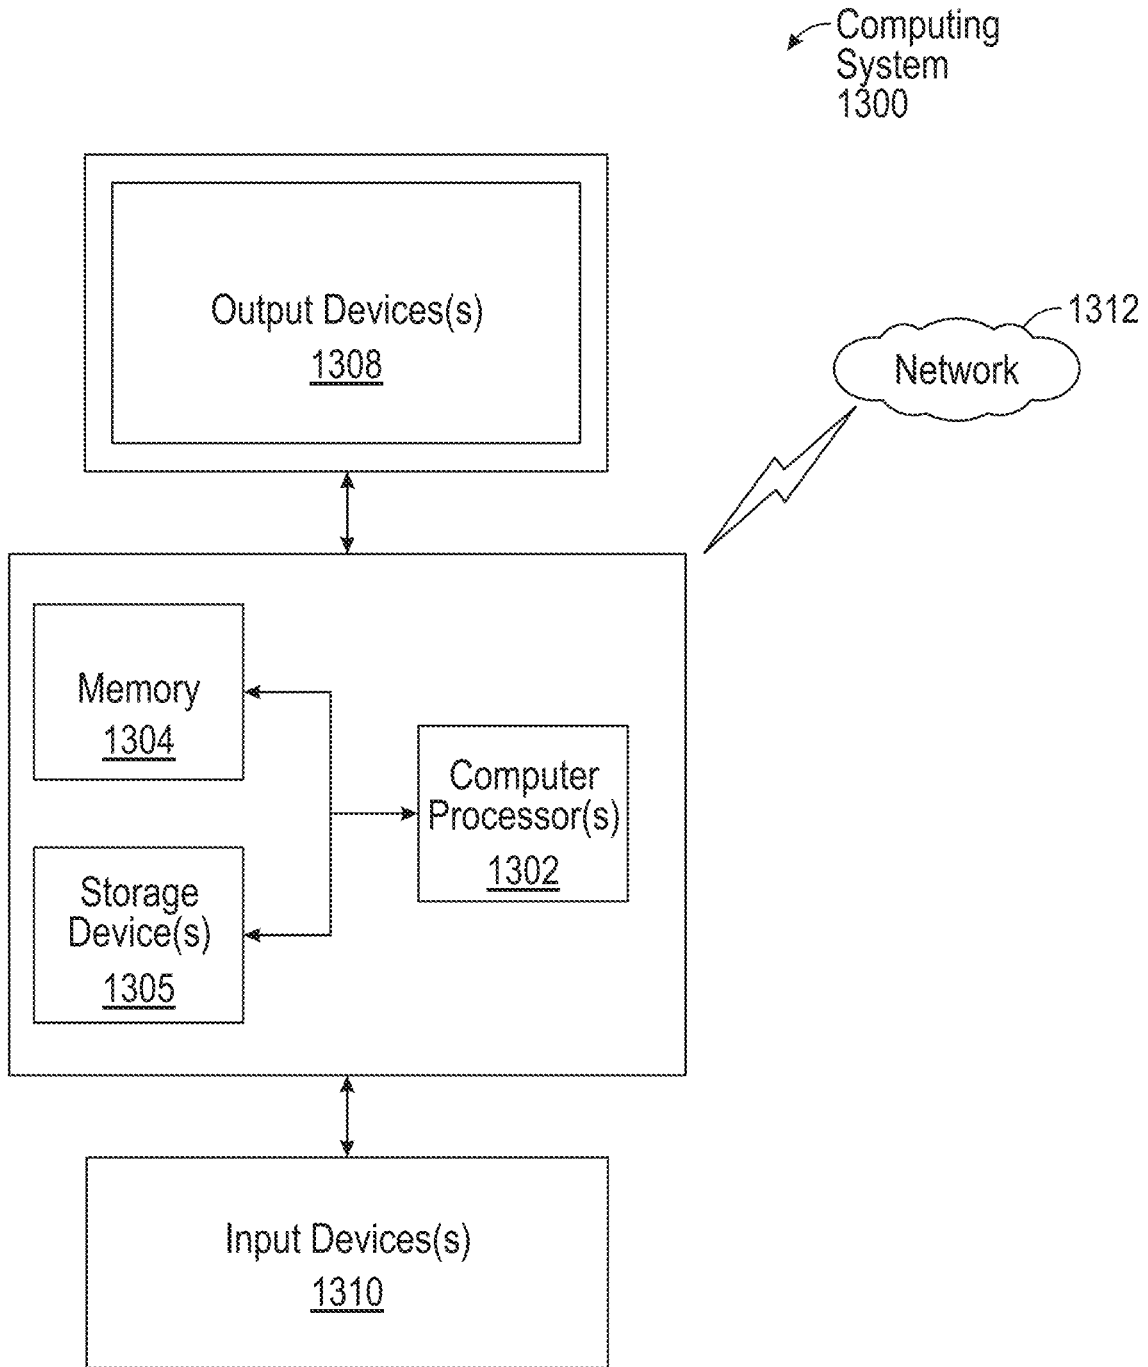 Computing
System
1300
Output Devices(s)
1308
1312
Network
Memory
1304
Computer
Processor(s)
1302
Storage
Device(s)
1305
Input Devices(s)
1310